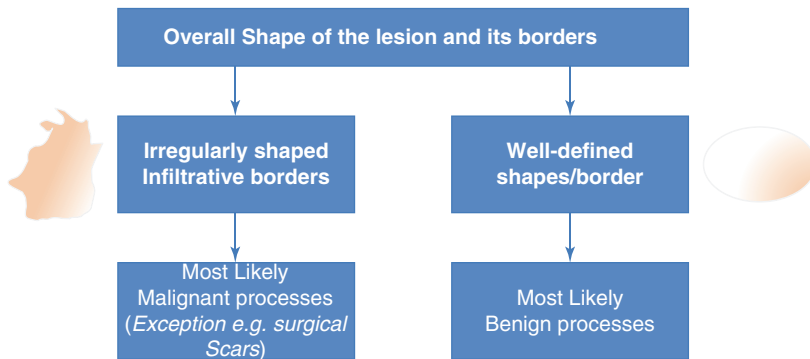 Overall Shape of the lesion and its borders
Irregularly shaped
Infiltrative borders
Well-defined
shapes/border
Most Likely
Malignant processes
(Exception e.g. surgical
Scars)
Most Likely
Benign processes